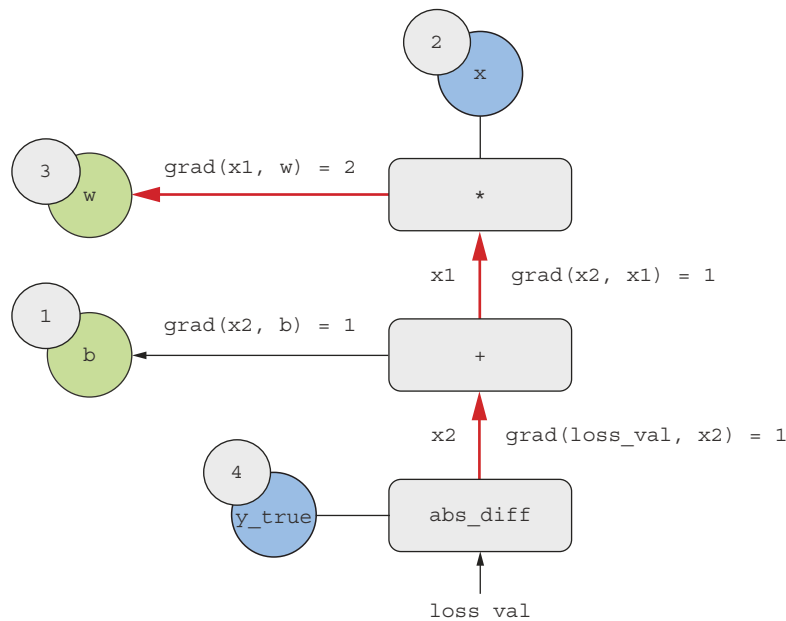 2
x
3
grad(x1, w) = 2
w
*
x1 grad(x2, x1) = 1
1
grad(x2, b) = 1
b
+
x2 grad(loss_val, x2) = 1
4
y_true
abs_diff
loss val